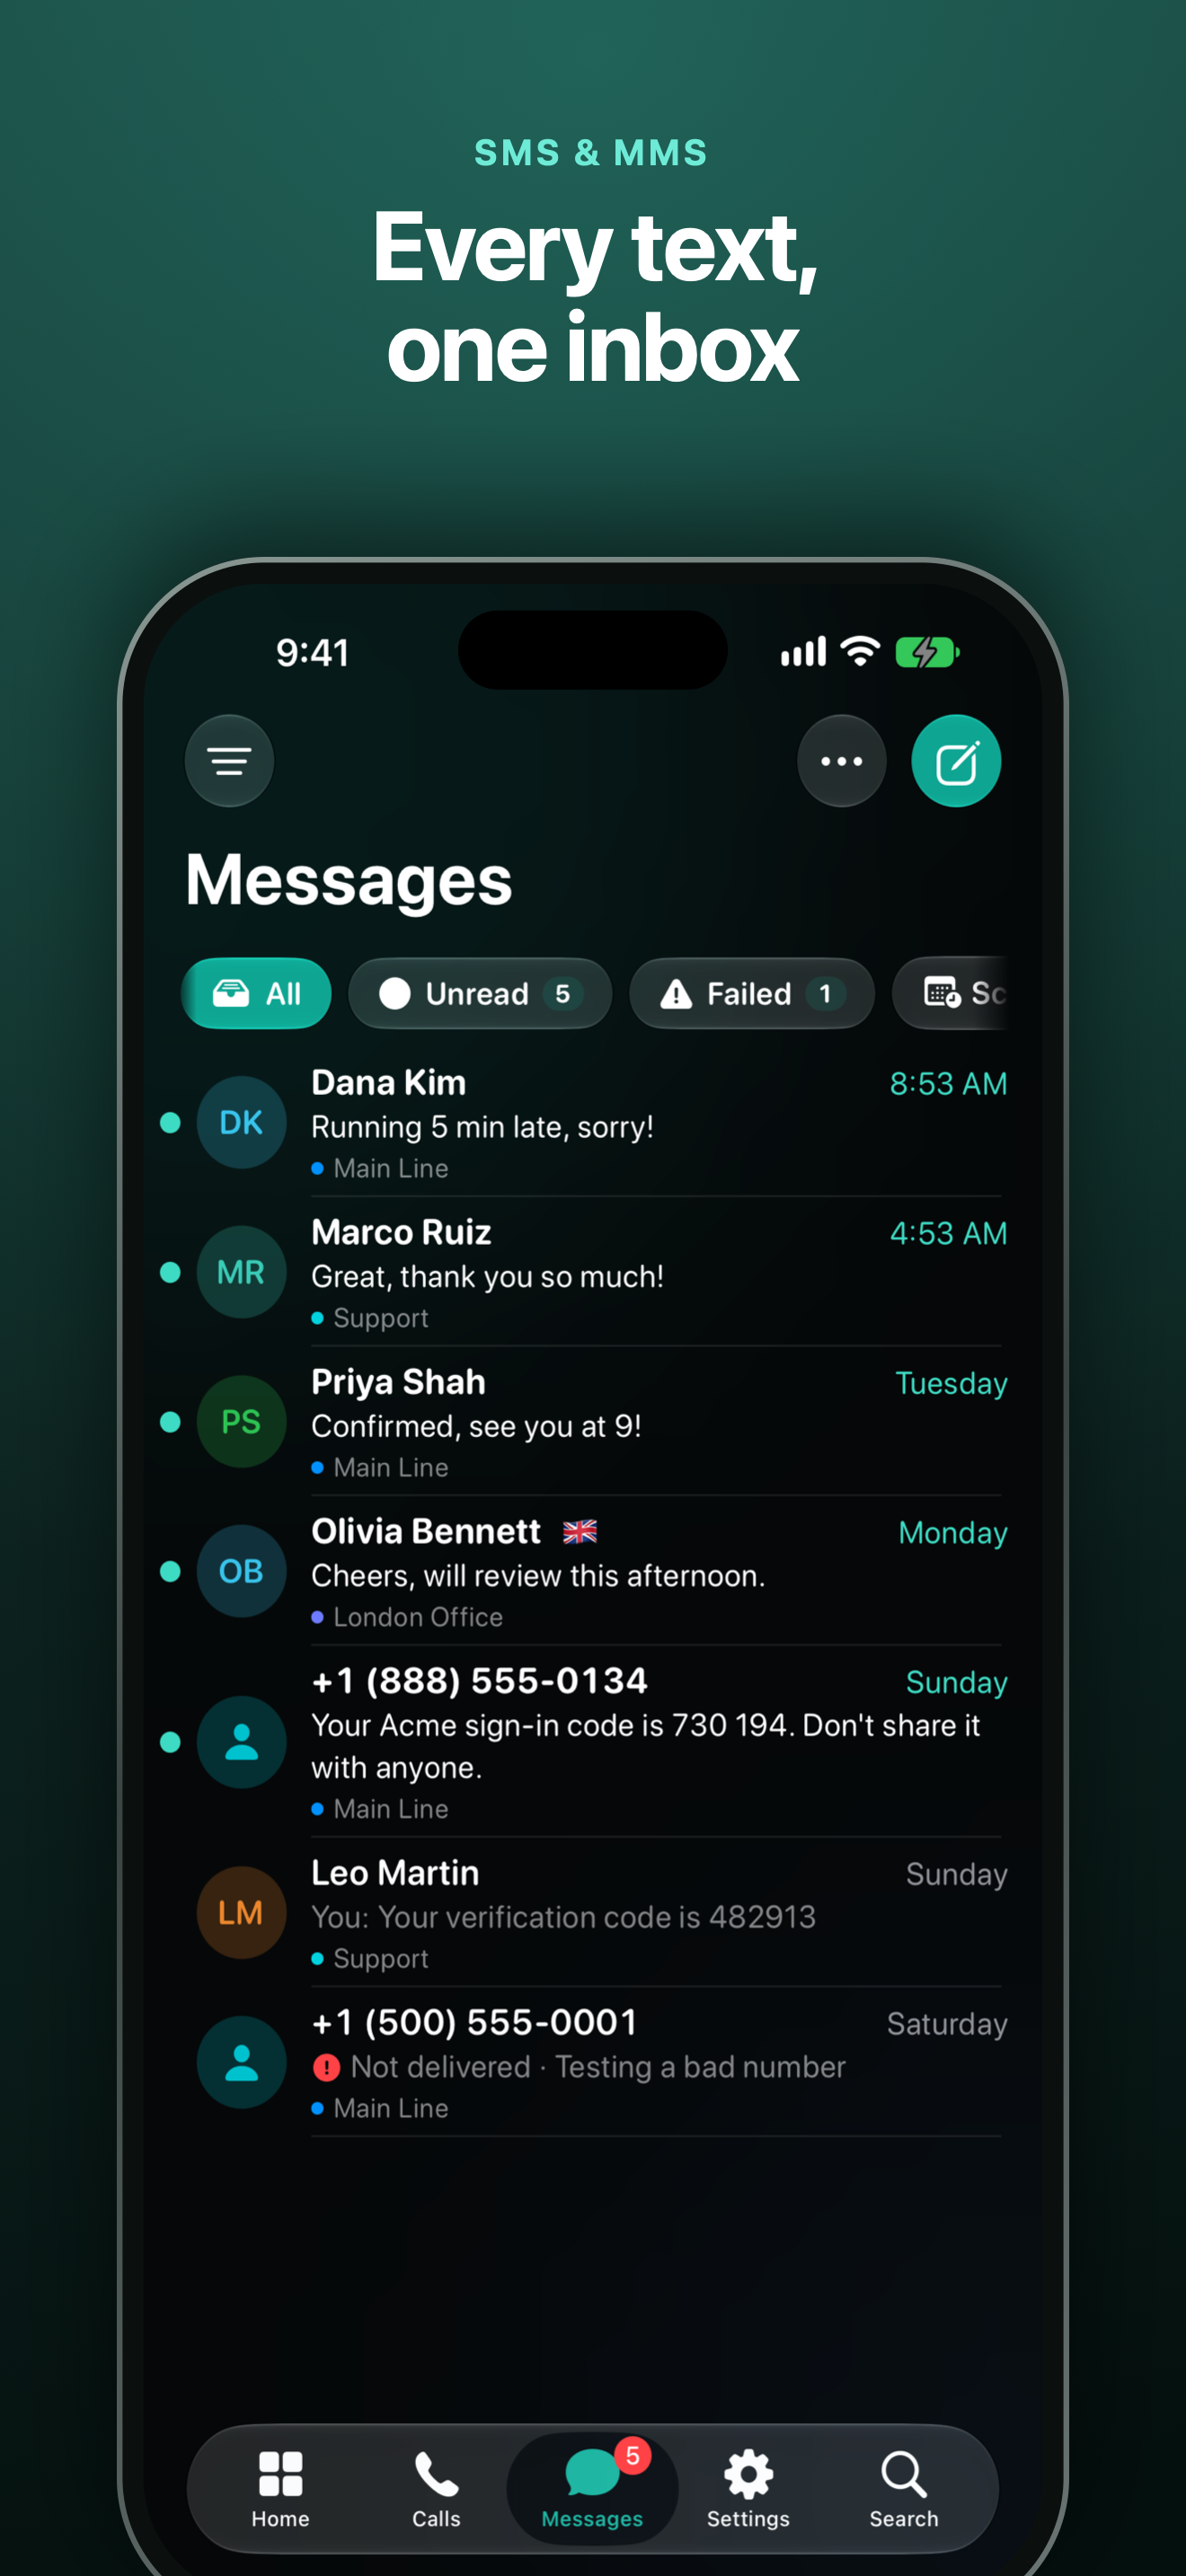 SMS & MMS
Every text,
one inbox
9:41
Messages
All
Unread 5
Failed 1
Sc
Dana Kim 8:53 AM
DK
Running 5 min late, sorry!
Main Line
Marco Ruiz 4:53 AM
MR
Great, thank you so much!
Support
Priya Shah Tuesday
PS
Confirmed, see you at 9!
Main Line
Olivia Bennett 🇬🇧 Monday
OB
Cheers, will review this afternoon.
London Office
+1 (888) 555-0134 Sunday
Your Acme sign-in code is 730 194. Don't share it
with anyone.
Main Line
Leo Martin Sunday
LM
You: Your verification code is 482913
Support
+1 (500) 555-0001 Saturday
Not delivered · Testing a bad number
Main Line
5
Home Calls Messages Settings Search